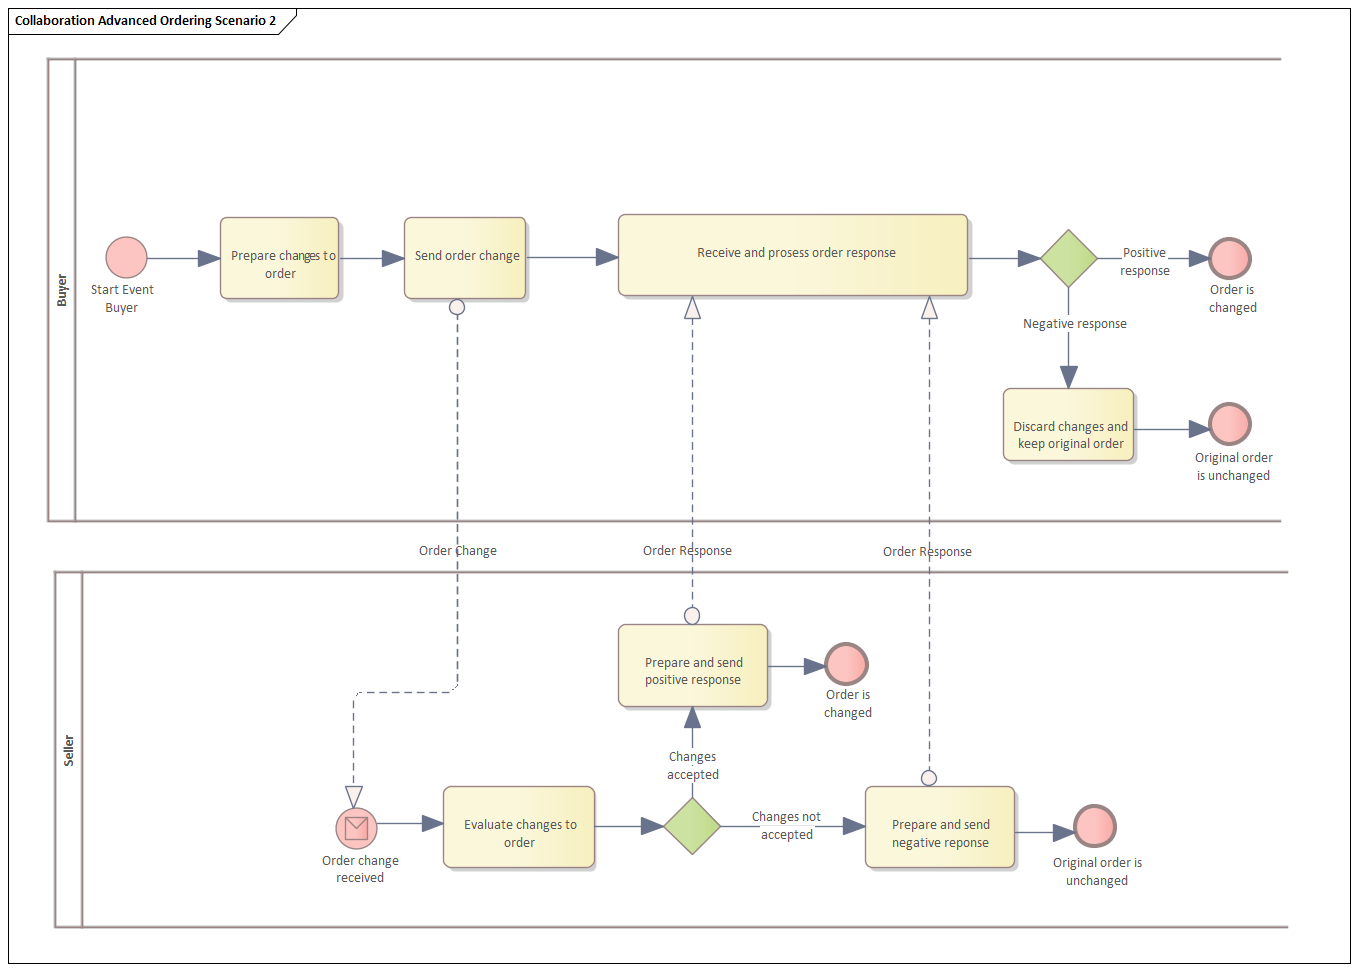 Collaboration Advanced Ordering Scenario 2
Buyer
Start Event
Buyer
Prepare changes to
order
Send order change
Receive and prosess order response
Positive
response
Order is
changed
Negative response
Discard changes and
keep original order
Original order
is unchanged
Order Change
Order Response
Order Response
Seller
Prepare and send
positive response
Order is
changed
Changes
accepted
Order change
received
Evaluate changes to
order
Changes not
accepted
Prepare and send
negative reponse
Original order is
unchanged